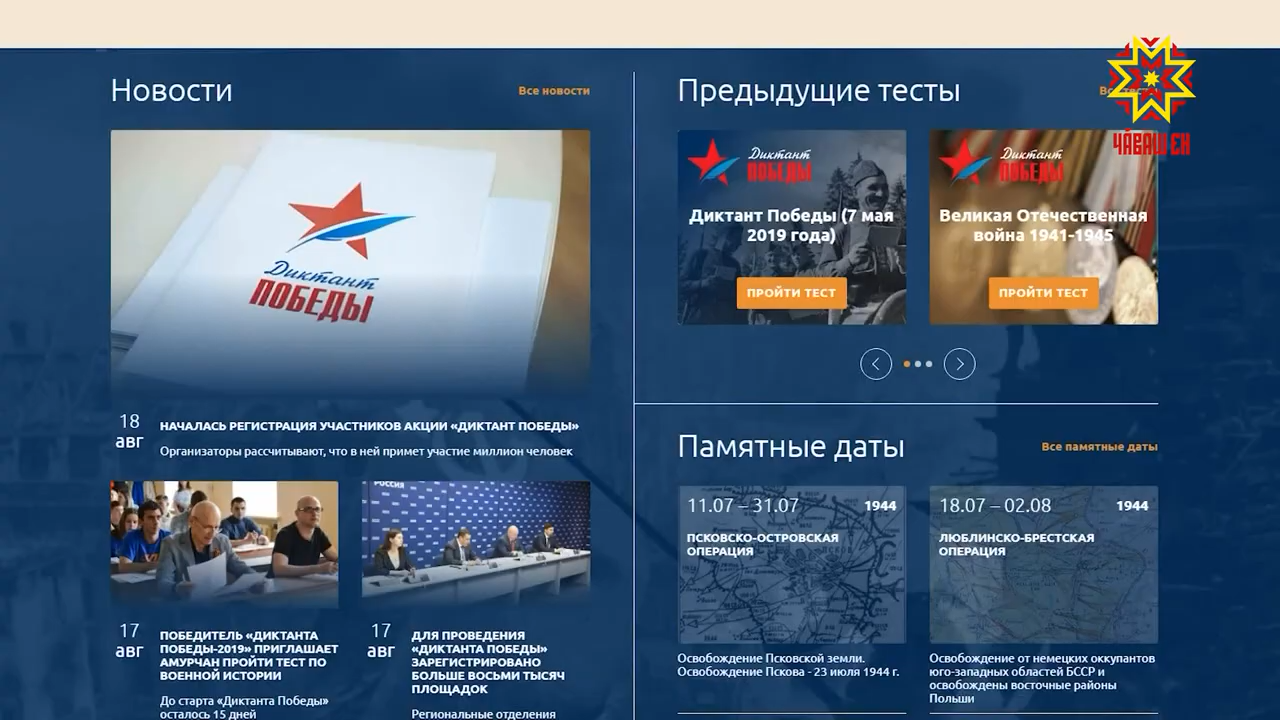 Новости
Все новости
Диктант
ПОБЕДЫ
18
авг
НАЧАЛАСЬ РЕГИСТРАЦИЯ УЧАСТНИКОВ АКЦИИ «ДИКТАНТ ПОБЕДЫ»
Организаторы рассчитывают, что в ней примет участие миллион человек
РОССИЯ
17
авг
ПОБЕДИТЕЛЬ «ДИКТАНТА
ПОБЕДЫ-2019» ПРИГЛАШАЕТ
АМУРЧАН ПРОЙТИ ТЕСТ ПО
ВОЕННОЙ ИСТОРИИ
До старта «Диктанта Победы»
осталось 15 дней
17
авг
ДЛЯ ПРОВЕДЕНИЯ
«ДИКТАНТА ПОБЕДЫ»
ЗАРЕГИСТРИРОВАНО
БОЛЬШЕ ВОСЬМИ ТЫСЯЧ
ПЛОЩАДОК
Региональные отделения
Предыдущие тесты
ЧӐВАШ ЕН
Диктант
ПОБЕДЫ
Диктант Победы (7 мая
2019 года)
ПРОЙТИ ТЕСТ
Диктант
ПОБЕДЫ
Великая Отечественная
война 1941-1945
ПРОЙТИ ТЕСТ
Памятные даты
Все памятные даты
11.07 – 31.07
1944
ПСКОВСКО-ОСТРОВСКАЯ
ОПЕРАЦИЯ
Освобождение Псковской земли.
Освобождение Пскова - 23 июля 1944 г.
18.07 – 02.08
1944
ЛЮБЛИНСКО-БРЕСТСКАЯ
ОПЕРАЦИЯ
Освобождение от немецких оккупантов
юго-западных областей БССР и
освобождены восточные районы
Польши